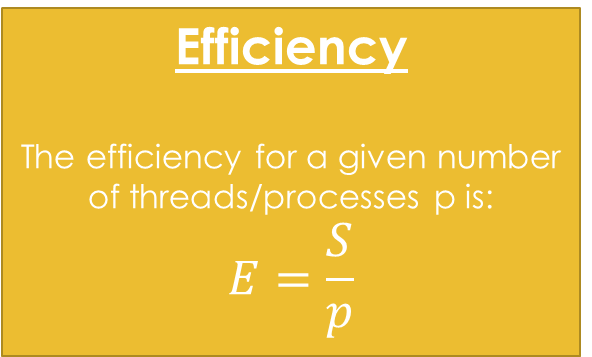 Efficiency
The efficiency for a given number
of threads/processes p is:
E = S/p